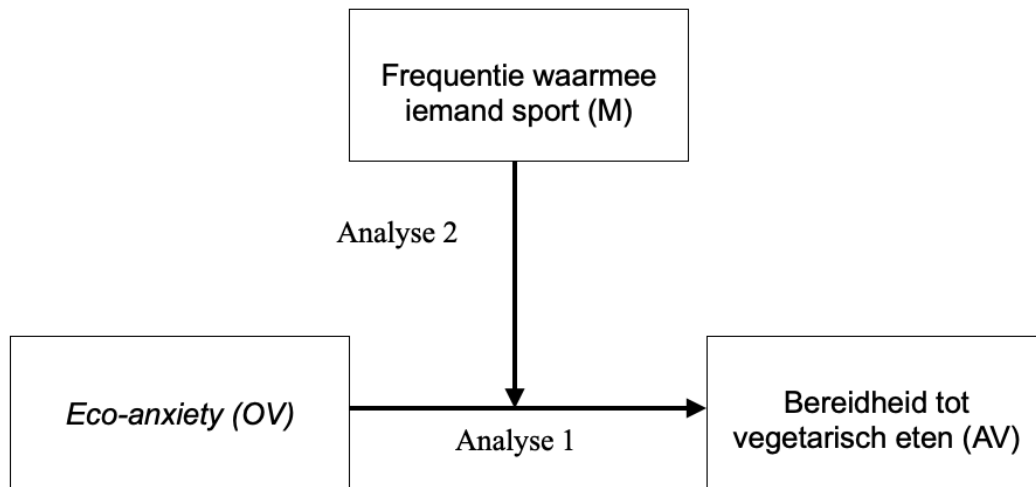 Frequentie waarmee
iemand sport (M)
Analyse 2
Eco-anxiety (OV)
Analyse 1
Bereidheid tot
vegetarisch eten (AV)